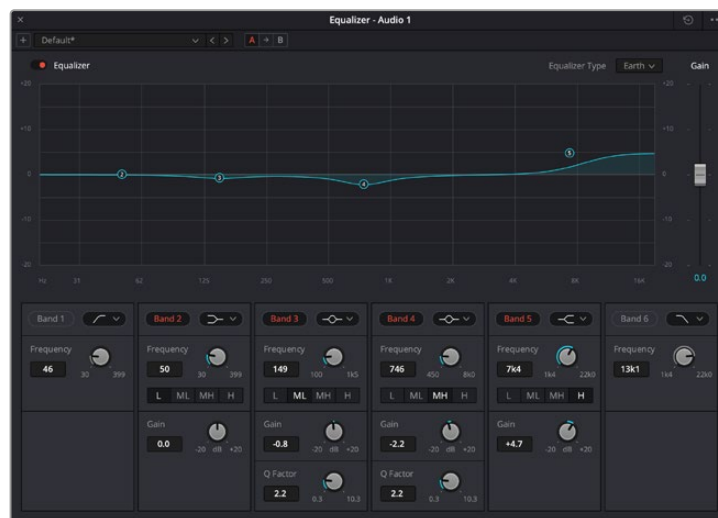 Equalizer - Audio 1
Default*
A
B
Equalizer
Equalizer Type
Earth
Gain
+20
+20
+10
+10
0
0
-10
-10
-20
-20
Hz 31 62 125 250 500 1K 2K 4K 8K 16K
2
3
4
5
0.0
Band 1
Band 2
Band 3
Band 4
Band 5
Band 6
Frequency
46
30 399
Frequency
50
30 399
L ML MH H
Gain
0.0
-20 dB +20
Frequency
149
100 1k5
L ML MH H
Gain
-0.8
-20 dB +20
Q Factor
2.2
0.3 10.3
Frequency
746
450 8k0
L ML MH H
Gain
-2.2
-20 dB +20
Q Factor
2.2
0.3 10.3
Frequency
7k4
1k4 22k0
L ML MH H
Gain
+4.7
-20 dB +20
Frequency
13k1
1k4 22k0